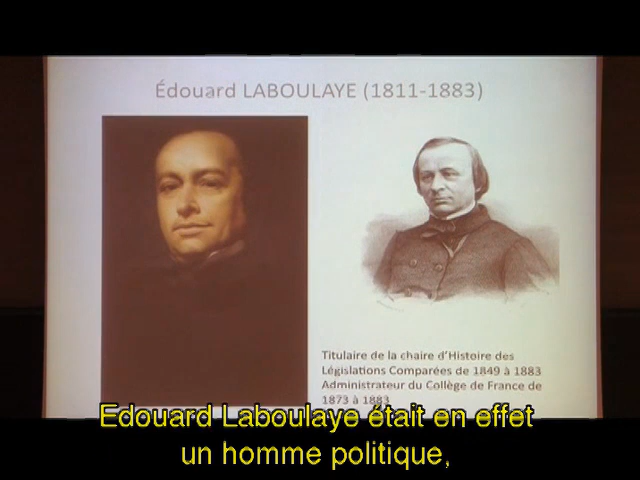 Édouard LABOULAYE (1811-1883)
Titulaire de la chaire d'Histoire des
Législations Comparées de 1849 à 1883
Administrateur du Collège de France de
1873 à 1883
Edouard Laboulaye était en effet
un homme politique,